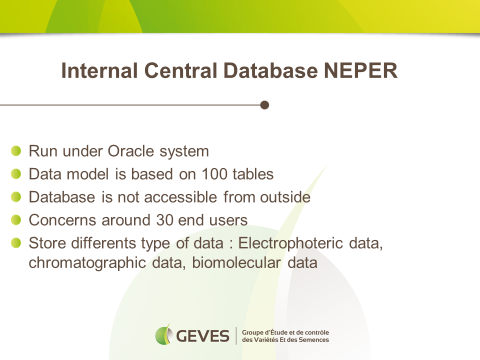 Internal Central Database NEPER
Run under Oracle system
Data model is based on 100 tables
Database is not accessible from outside
Concerns around 30 end users
Store differents type of data : Electrophoteric data,
chromatographic data, biomolecular data
GEVES
Groupe d'Étude et de contrôle
des Variétés Et des Semences